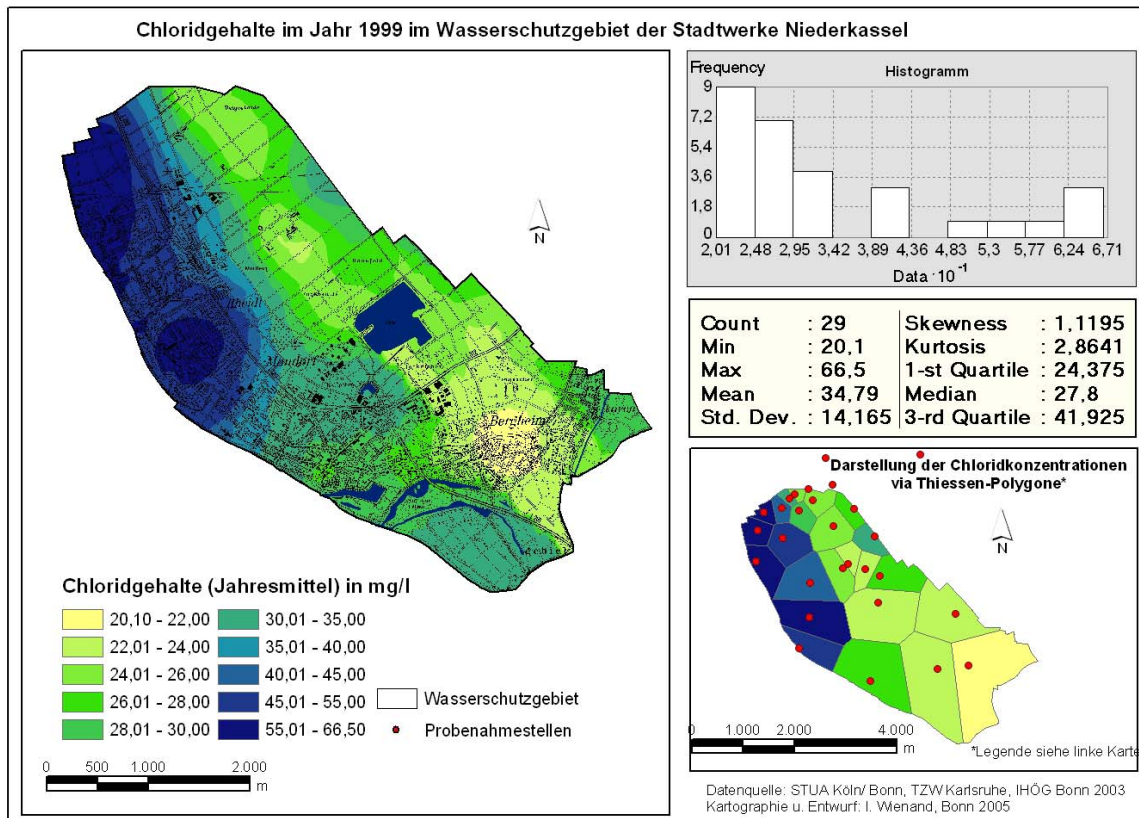 Chloridgehalte im Jahr 1999 im Wasserschutzgebiet der Stadtwerke Niederkassel
N
Rheidt
Mondorf
Bergheim
Chloridgehalte (Jahresmittel) in mg/l
20,10 - 22,00
22,01 - 24,00
24,01 - 26,00
26,01 - 28,00
28,01 - 30,00
30,01 - 35,00
35,01 - 40,00
40,01 - 45,00
45,01 - 55,00
55,01 - 66,50
Wasserschutzgebiet
Probenahmestellen
0 500 1.000 2.000
m
Frequency
Histogramm
9
7,2
5,4
3,6
1,8
0
2,01 2,48 2,95 3,42 3,89 4,36 4,83 5,3 5,77 6,24 6,71
Data · 10⁻¹
Count : 29 Skewness : 1,1195
Min : 20,1 Kurtosis : 2,8641
Max : 66,5 1-st Quartile : 24,375
Mean : 34,79 Median : 27,8
Std. Dev. : 14,165 3-rd Quartile : 41,925
Darstellung der Chloridkonzentrationen
via Thiessen-Polygone*
N
0 1.000 2.000 4.000
m
*Legende siehe linke Karte
Datenquelle: STUA Köln/ Bonn, TZW Karlsruhe, IHÖG Bonn 2003
Kartographie u. Entwurf: I. Wienand, Bonn 2005